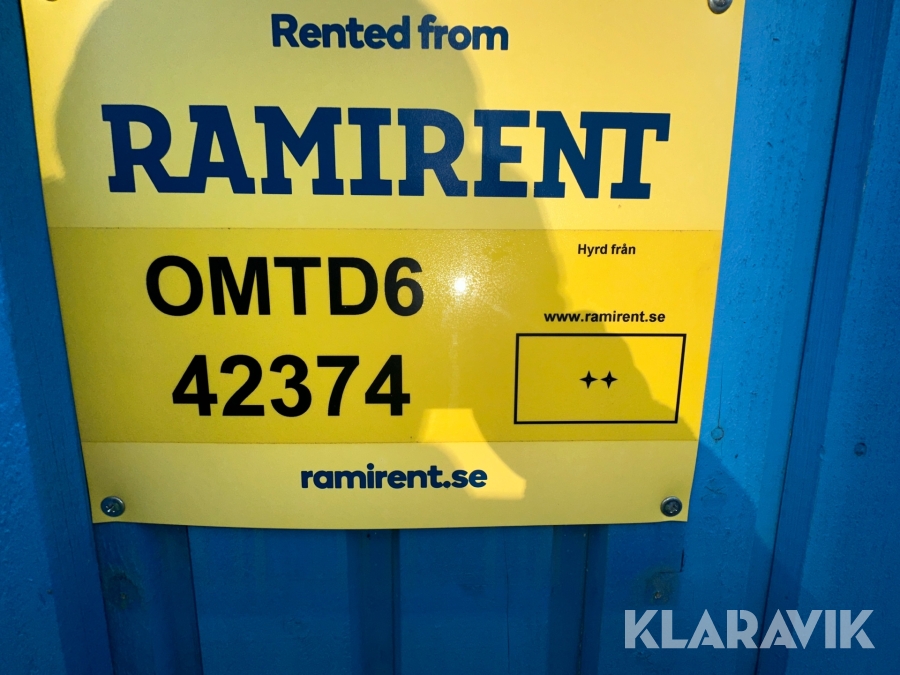 Rented from
RAMIRENT
OMTD6
42374
Hyrd från
www.ramirent.se
ramirent.se
KLARAVIK